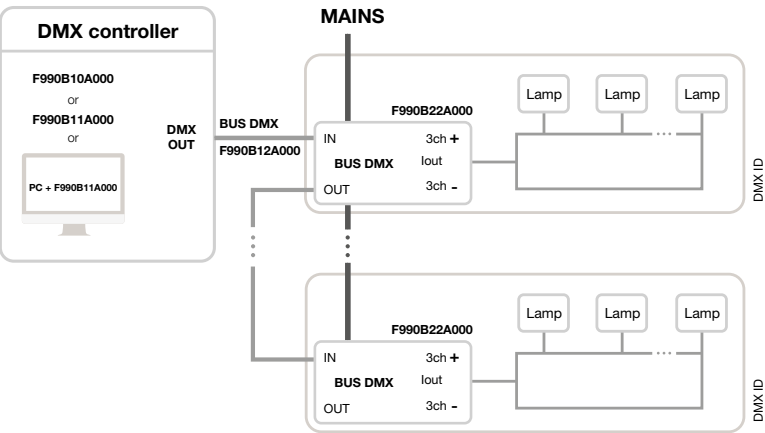 DMX controller
F990B10A000
or
F990B11A000
or
PC + F990B11A000
DMX
OUT
BUS DMX
F990B12A000
MAINS
F990B22A000
IN
3ch +
BUS DMX
Iout
OUT
3ch -
Lamp
Lamp
Lamp
DMX ID
F990B22A000
IN
3ch +
BUS DMX
Iout
OUT
3ch -
Lamp
Lamp
Lamp
DMX ID